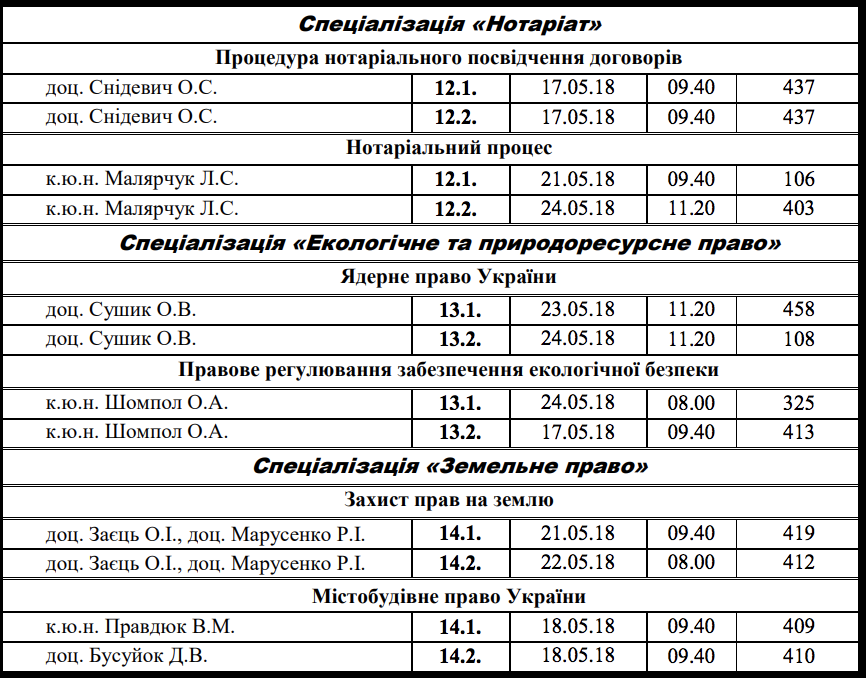 Спеціалізація «Нотаріат»
Процедура нотаріального посвідчення договорів
доц. Снідевич О.С. 12.1. 17.05.18 09.40 437
доц. Снідевич О.С. 12.2. 17.05.18 09.40 437
Нотаріальний процес
к.ю.н. Малярчук Л.С. 12.1. 21.05.18 09.40 106
к.ю.н. Малярчук Л.С. 12.2. 24.05.18 11.20 403
Спеціалізація «Екологічне та природоресурсне право»
Ядерне право України
доц. Сушик О.В. 13.1. 23.05.18 11.20 458
доц. Сушик О.В. 13.2. 24.05.18 11.20 108
Правове регулювання забезпечення екологічної безпеки
к.ю.н. Шомпол О.А. 13.1. 24.05.18 08.00 325
к.ю.н. Шомпол О.А. 13.2. 17.05.18 09.40 413
Спеціалізація «Земельне право»
Захист прав на землю
доц. Заєць О.І., доц. Марусенко Р.І. 14.1. 21.05.18 09.40 419
доц. Заєць О.І., доц. Марусенко Р.І. 14.2. 22.05.18 08.00 412
Містобудівне право України
к.ю.н. Правдюк В.М. 14.1. 18.05.18 09.40 409
доц. Бусуйок Д.В. 14.2. 18.05.18 09.40 410